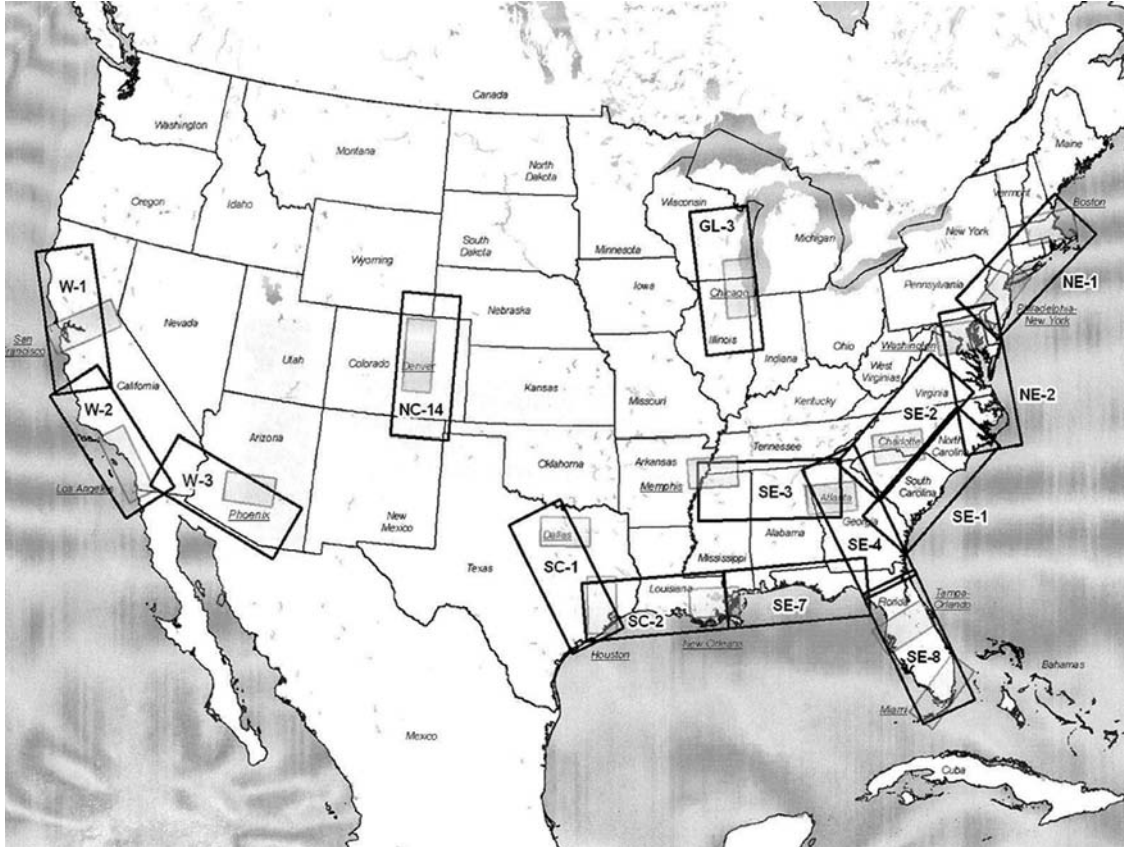 Canada
Washington
Montana
North
Dakota
Maine
Vermont
Boston
Oregon
Idaho
Wisconsin
GL-3
New York
South
Dakota
Minnesota
Michigan
Wyoming
W-1
Iowa
Chicago
Pennsylvania
NE-1
Nebraska
Philadelphia-
New York
Nevada
San
Francisco
Utah
Colorado
Denver
Illinois
Indiana
Ohio
Washington
West
Virginias
California
Kansas
Virginia
NE-2
W-2
NC-14
Missouri
Kentucky
SE-2
Arizona
Tennessee
Charlotte
North
Carolina
W-3
Oklahoma
Arkansas
Memphis
Los Angeles
SE-3
Atlanta
South
Carolina
Phoenix
New
Mexico
Dallas
Georgia
SE-1
Alabama
SE-4
Mississippi
Texas
SC-1
Louisiana
SE-7
Florida
Tampa-
Orlando
SC-2
New Orleans
Houston
SE-8
Bahamas
Miami
Mexico
Cuba